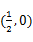 (1/2, 0)